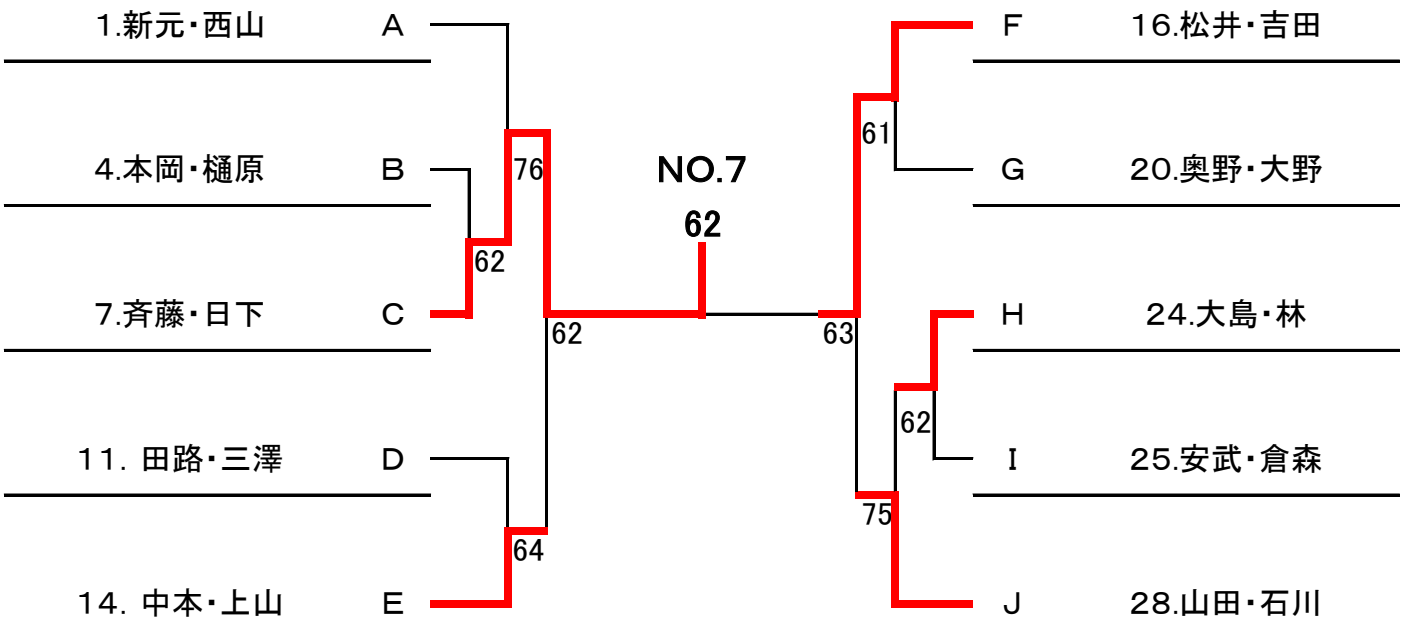 1.新元・西山 A
F 16.松井・吉田
61
4.本岡・樋原 B
76
NO.7
G 20.奥野・大野
62
62
7.斉藤・日下 C
H 24.大島・林
62
63
62
11. 田路・三澤 D
I 25.安武・倉森
75
64
14. 中本・上山 E
J 28.山田・石川